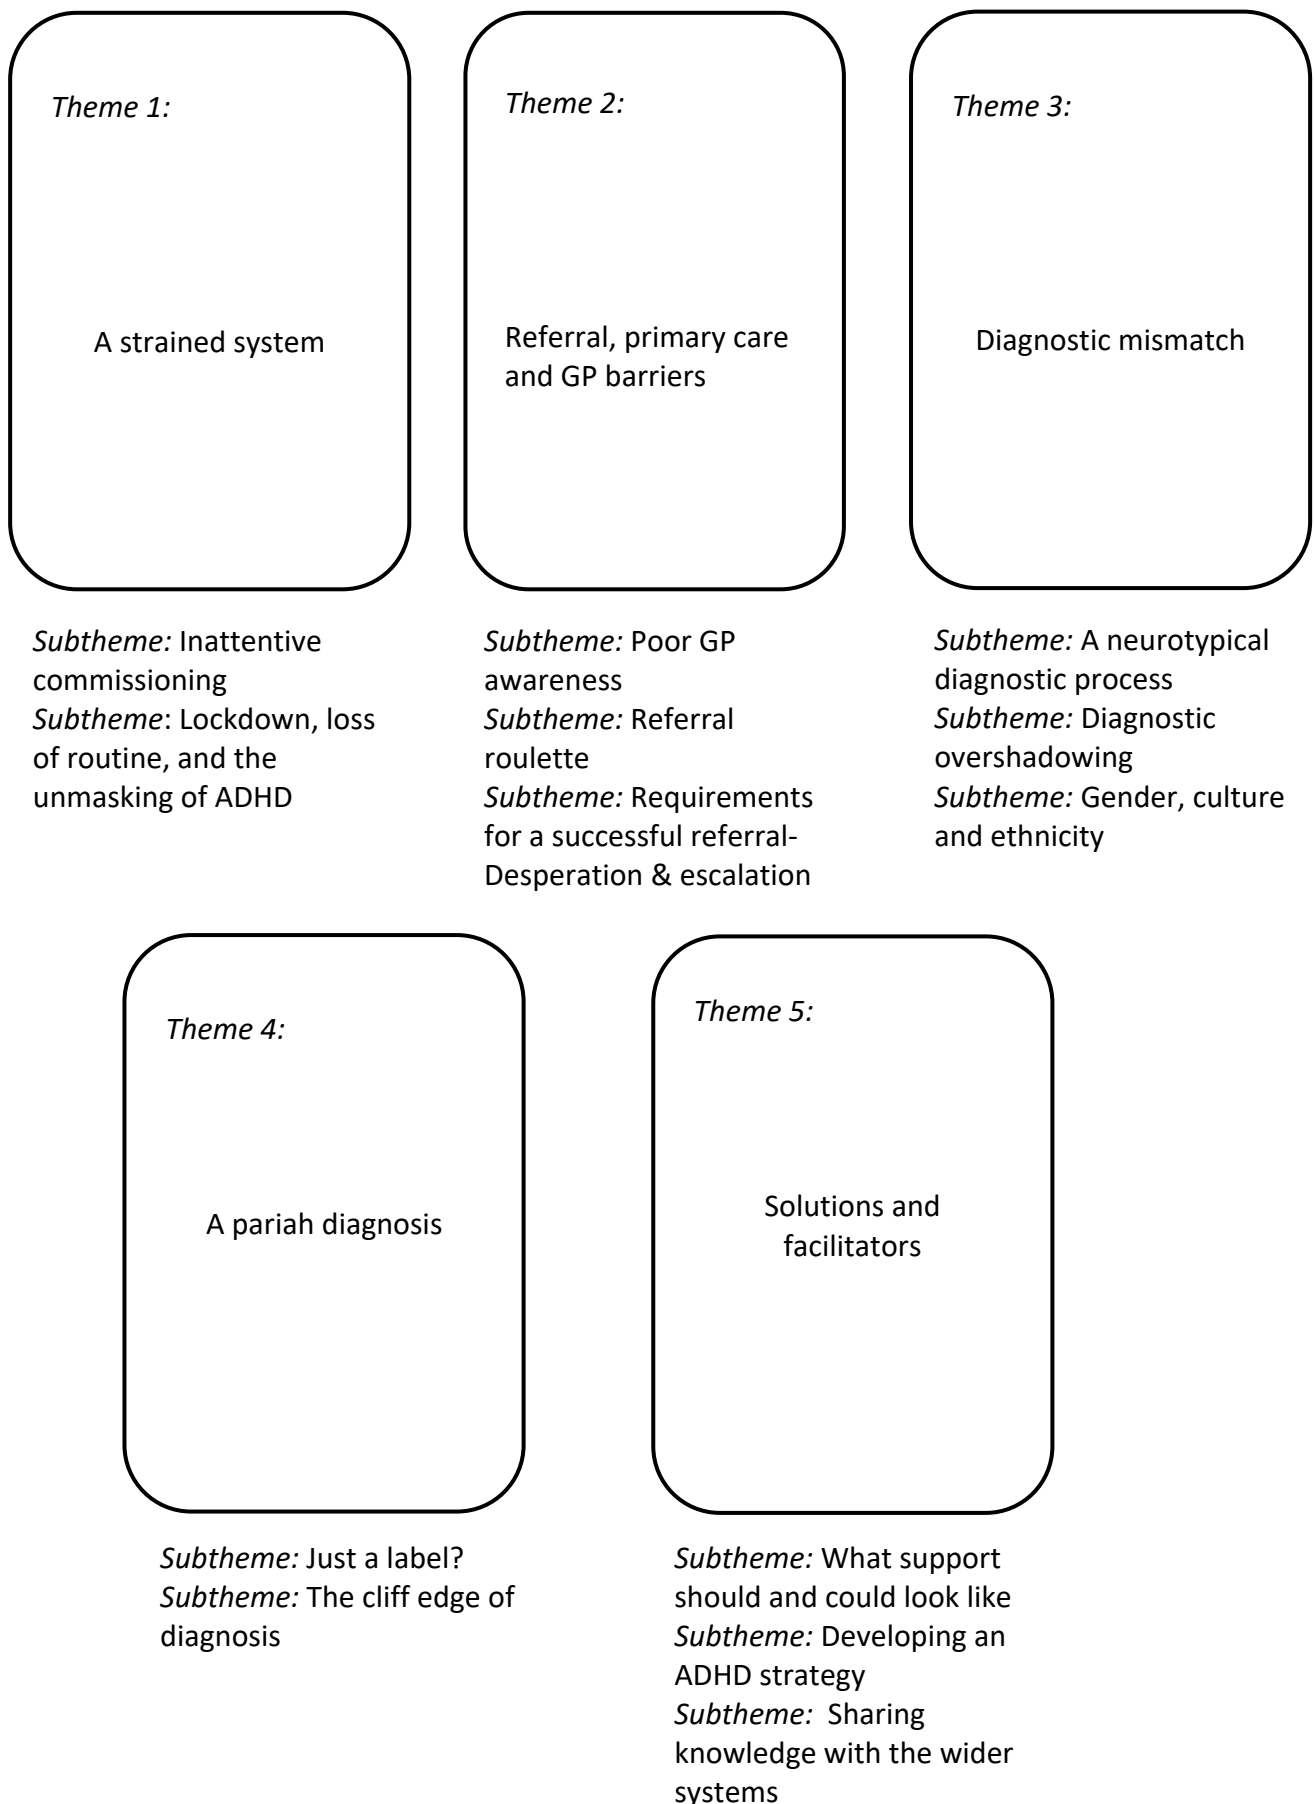 Theme 1:
A strained system
Subtheme: Inattentive
commissioning
Subtheme: Lockdown, loss
of routine, and the
unmasking of ADHD
Theme 2:
Referral, primary care
and GP barriers
Subtheme: Poor GP
awareness
Subtheme: Referral
roulette
Subtheme: Requirements
for a successful referral-
Desperation & escalation
Theme 3:
Diagnostic mismatch
Subtheme: A neurotypical
diagnostic process
Subtheme: Diagnostic
overshadowing
Subtheme: Gender, culture
and ethnicity
Theme 4:
A pariah diagnosis
Subtheme: Just a label?
Subtheme: The cliff edge of
diagnosis
Theme 5:
Solutions and
facilitators
Subtheme: What support
should and could look like
Subtheme: Developing an
ADHD strategy
Subtheme:  Sharing
knowledge with the wider
systems